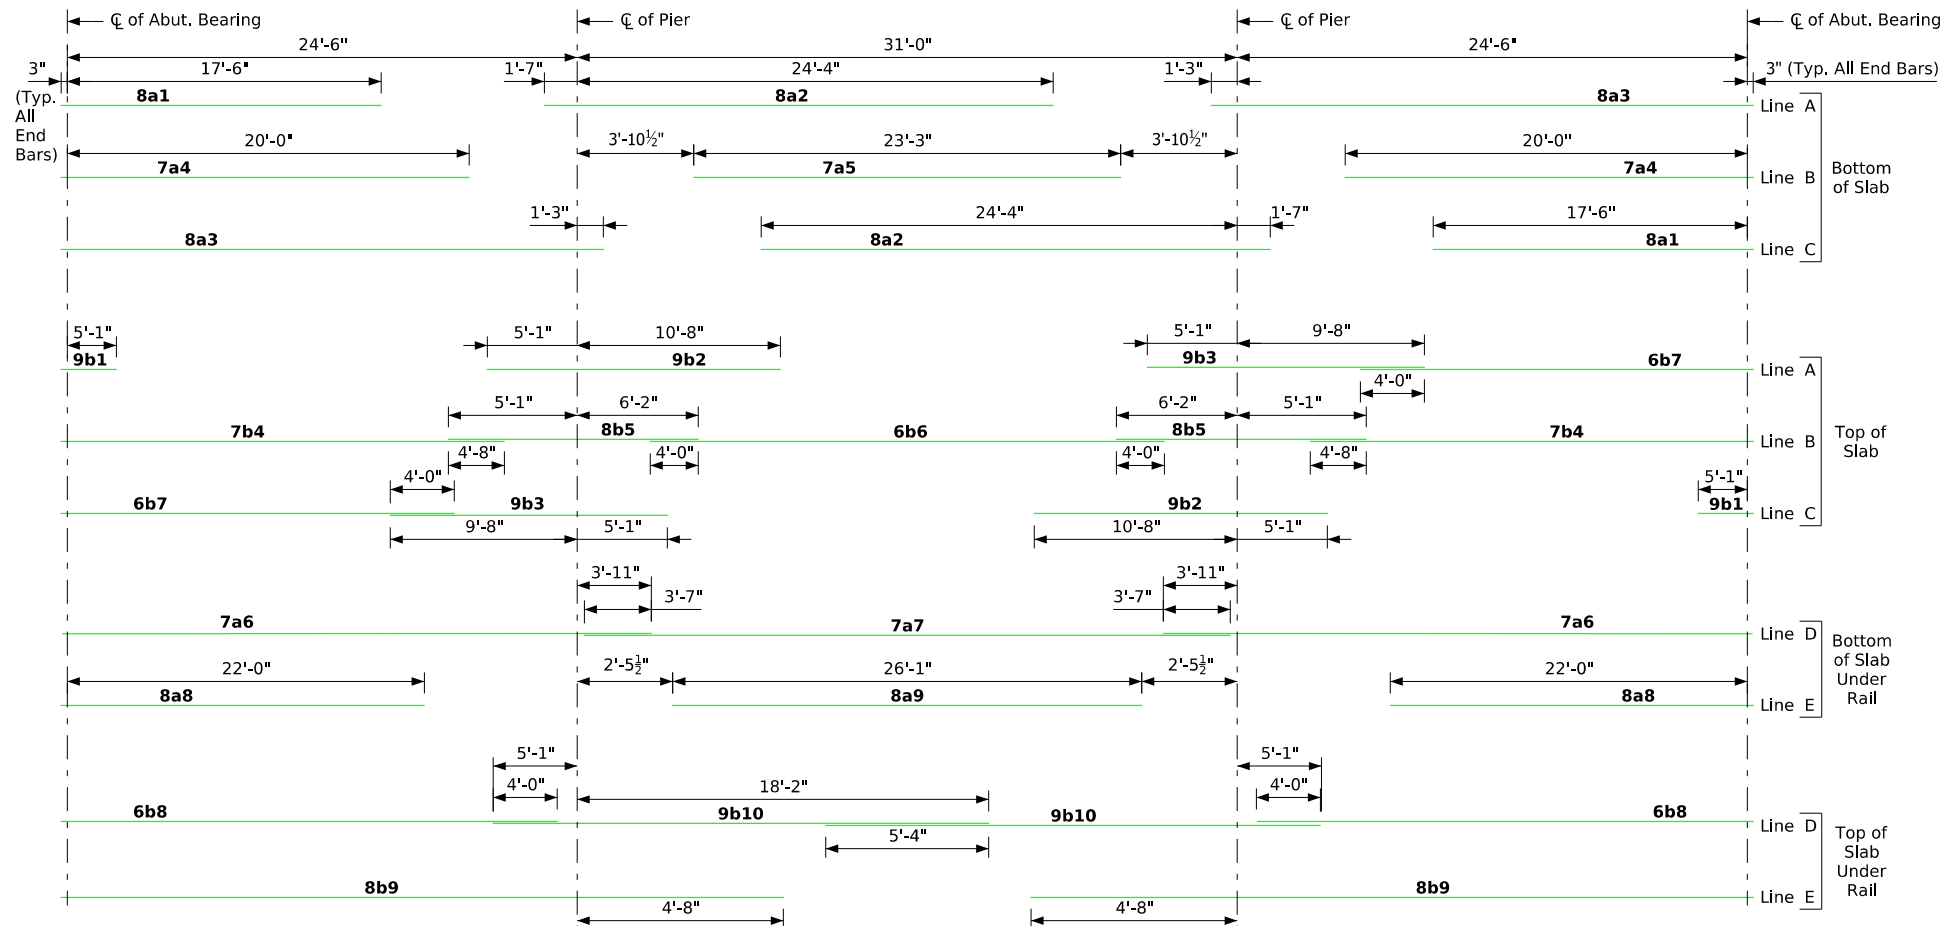 ℄ of Abut. Bearing ℄ of Pier ℄ of Pier ℄ of Abut. Bearing
24'-6" 31'-0" 24'-6"
3" 17'-6" 1'-7" 24'-4" 1'-3" 3" (Typ. All End Bars)
(Typ.
All
End
Bars)
8a1 8a2 8a3 Line A
20'-0" 3'-10½" 23'-3" 3'-10½" 20'-0"
7a4 7a5 7a4 Line B
Bottom
of Slab
1'-3" 24'-4" 1'-7" 17'-6"
8a3 8a2 8a1 Line C
5'-1" 5'-1" 10'-8" 5'-1" 9'-8"
9b1 9b2 9b3 6b7 Line A
4'-0"
5'-1" 6'-2" 6'-2" 5'-1"
7b4 8b5 6b6 8b5 7b4 Line B
Top of
Slab
4'-8" 4'-0" 4'-0" 4'-8"
4'-0" 5'-1"
6b7 9b3 9b2 9b1 Line C
9'-8" 5'-1" 10'-8" 5'-1"
3'-11" 3'-11"
3'-7" 3'-7"
7a6 7a7 7a6 Line D
Bottom
of Slab
Under
Rail
22'-0" 2'-5½" 26'-1" 2'-5½" 22'-0"
8a8 8a9 8a8 Line E
5'-1" 5'-1"
4'-0" 18'-2" 4'-0"
6b8 9b10 9b10 6b8 Line D
5'-4"
Top of
Slab
Under
Rail
8b9 8b9 Line E
4'-8" 4'-8"